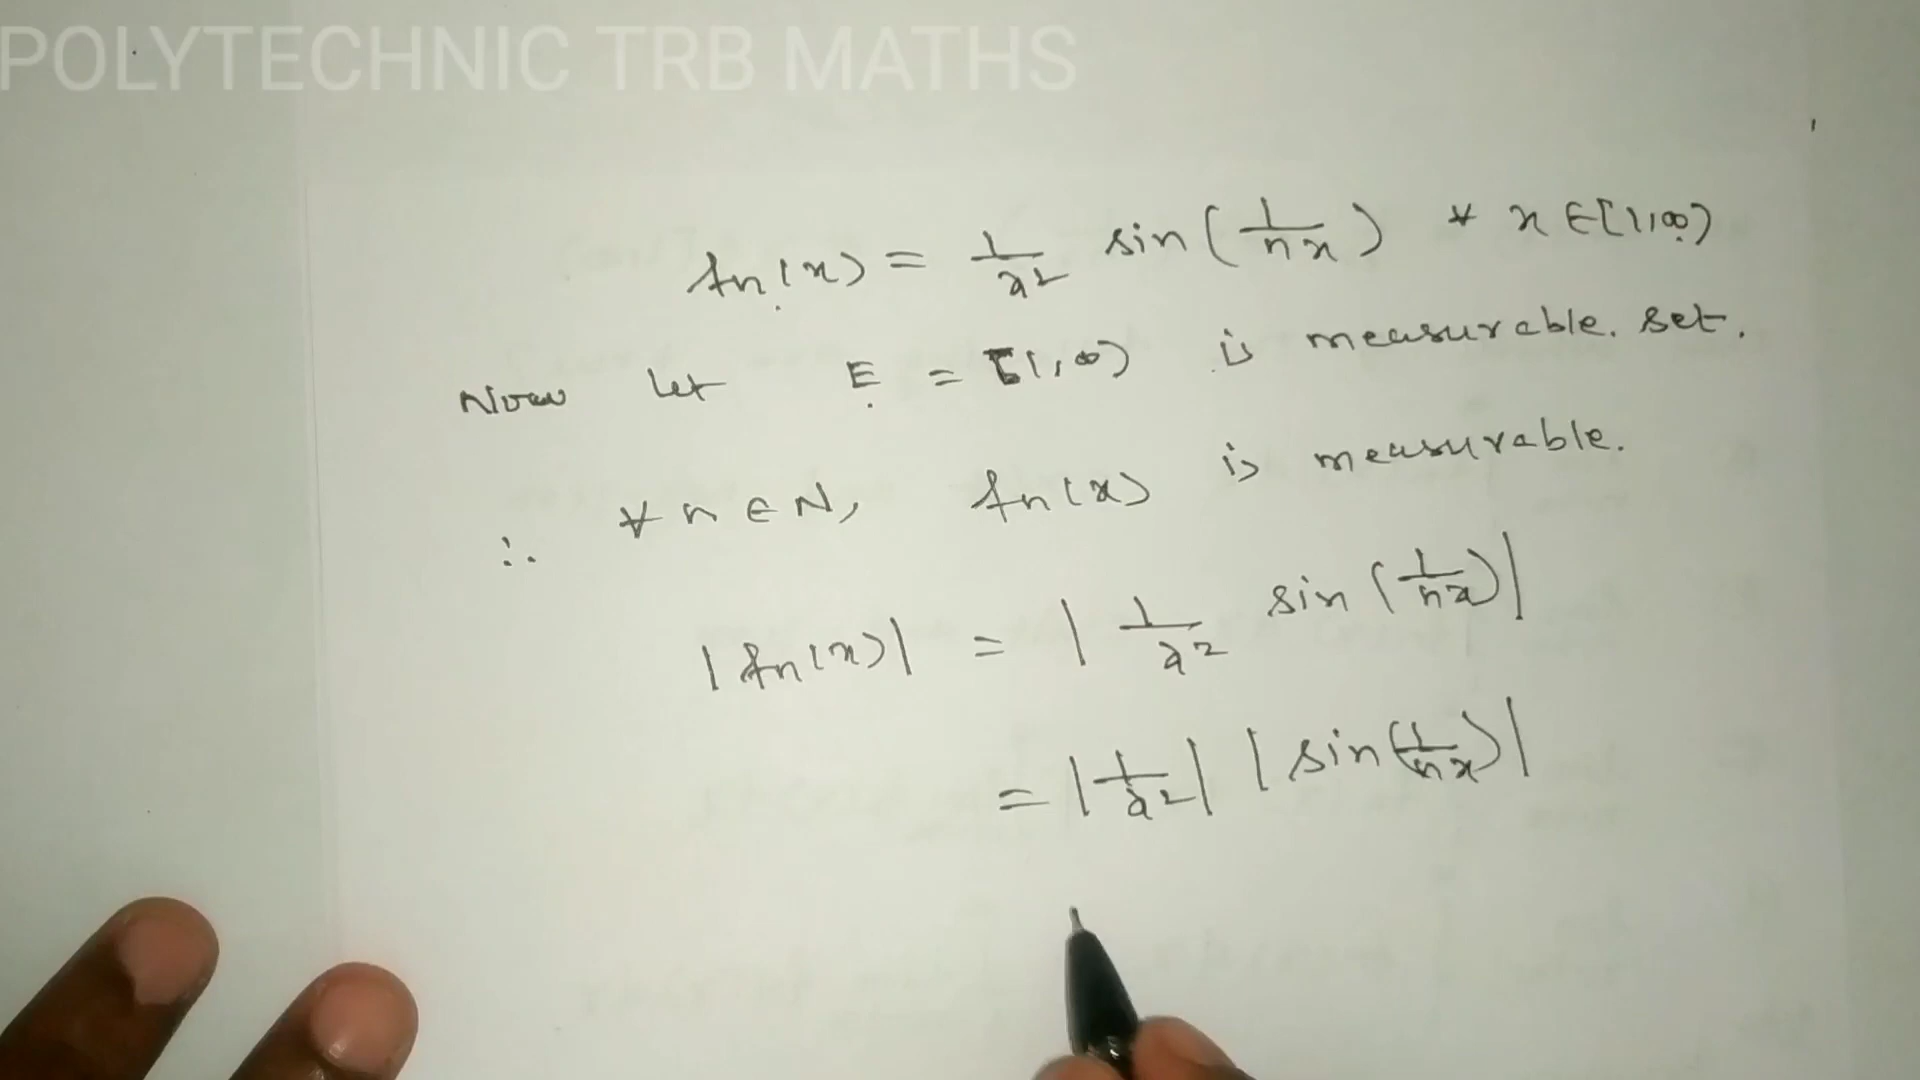 POLYTECHNIC TRB MATHS
fn(x) = 1/x² sin(1/nx) ∀ x ∈ [1,∞)
Now let E = [1,∞) is measurable set.
∴ ∀ n ∈ N, fn(x) is measurable.
|fn(x)| = |1/x² sin(1/nx)|
= |1/x²| |sin(1/nx)|